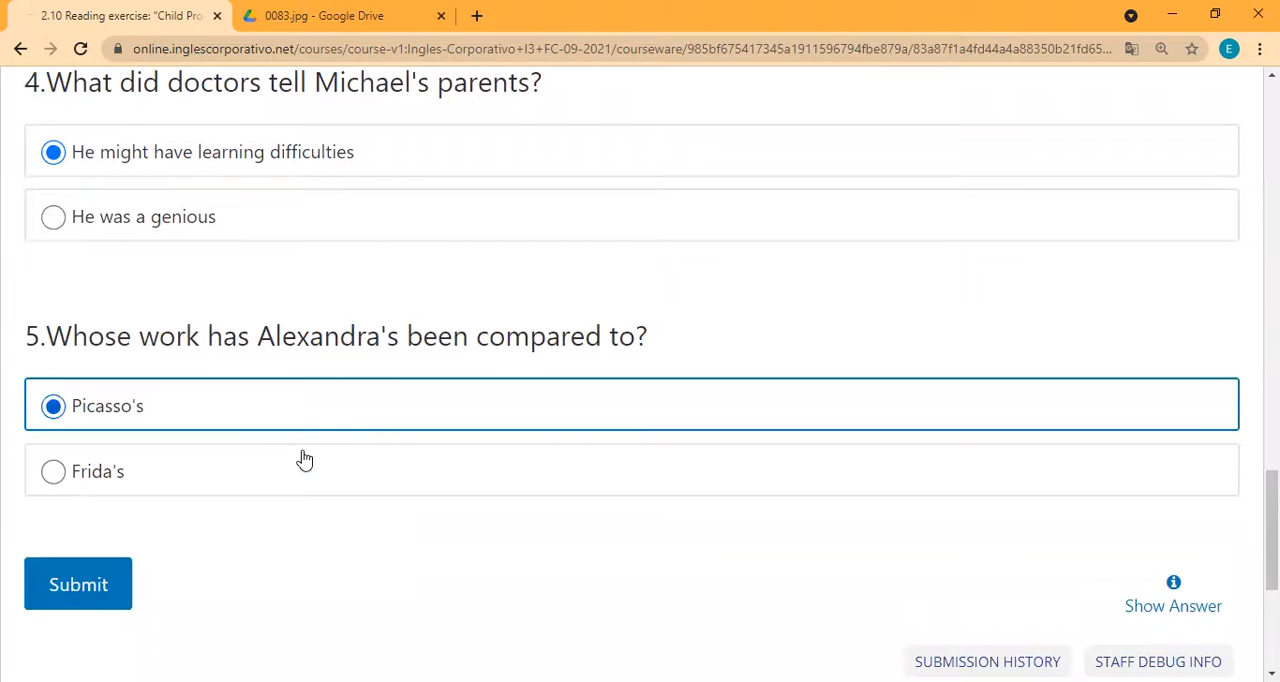 2.10 Reading exercise: "Child Pro
0083.jpg - Google Drive
online.inglescorporativo.net/courses/course-v1:Ingles-Corporativo+I3+FC-09-2021/courseware/985bf675417345a1911596794fbe879a/83a87f1a4fd44a4a88350b21fd65...
E
4.What did doctors tell Michael's parents?
He might have learning difficulties
He was a genious
5.Whose work has Alexandra's been compared to?
Picasso's
Frida's
Submit
Show Answer
SUBMISSION HISTORY
STAFF DEBUG INFO